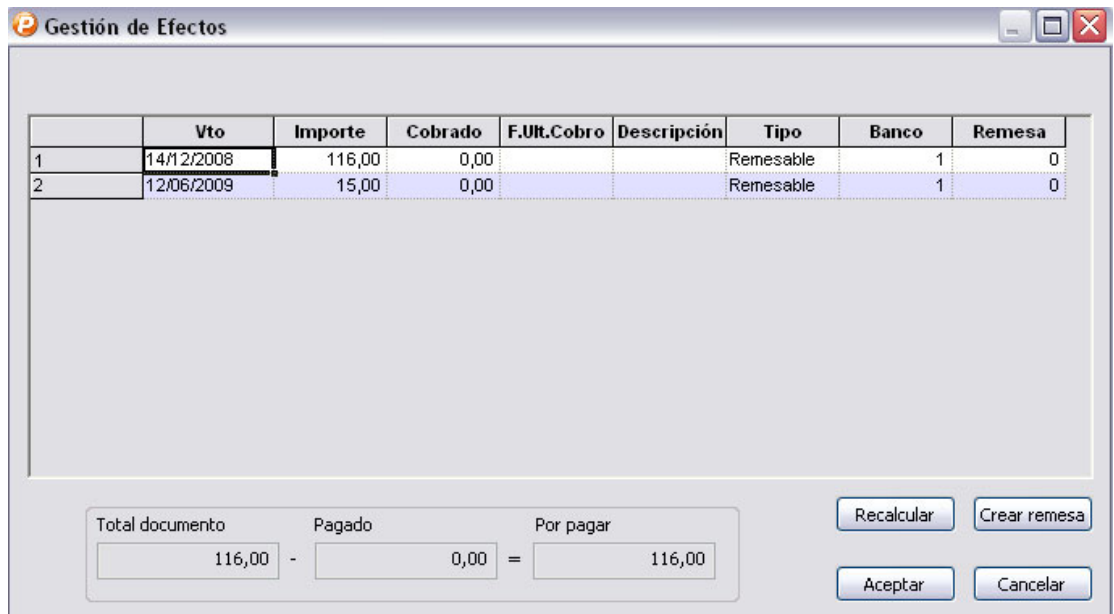 Gestión de Efectos
Vto Importe Cobrado F.Ult.Cobro Descripción Tipo Banco Remesa
1 14/12/2008 116,00 0,00 Remesable 1 0
2 12/06/2009 15,00 0,00 Remesable 1 0
Total documento Pagado Por pagar
116,00 - 0,00 = 116,00
Recalcular Crear remesa
Aceptar Cancelar